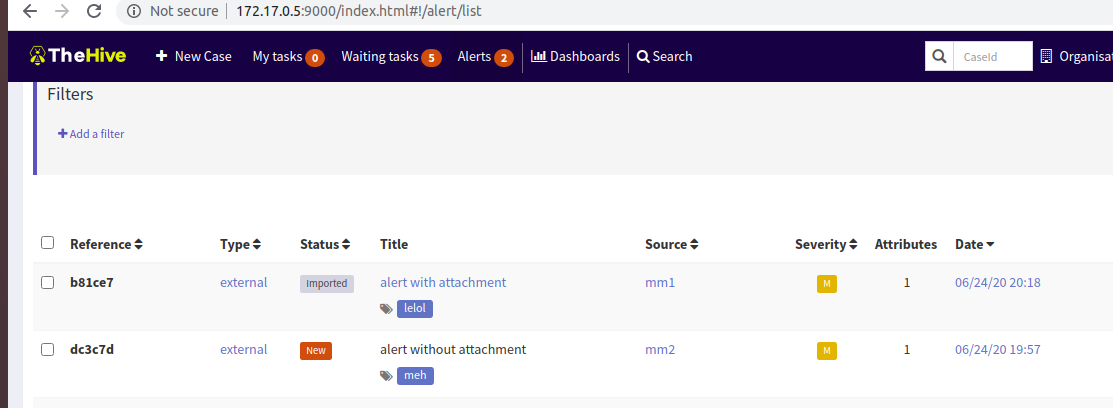 Not secure | 172.17.0.5:9000/index.html#!/alert/list
TheHive + New Case My tasks 0 Waiting tasks 5 Alerts 2 Dashboards Search CaseId Organisat
Filters
+ Add a filter
Reference Type Status Title Source Severity Attributes Date
b81ce7 external Imported alert with attachment mm1 M 1 06/24/20 20:18
lelol
dc3c7d external New alert without attachment mm2 M 1 06/24/20 19:57
meh